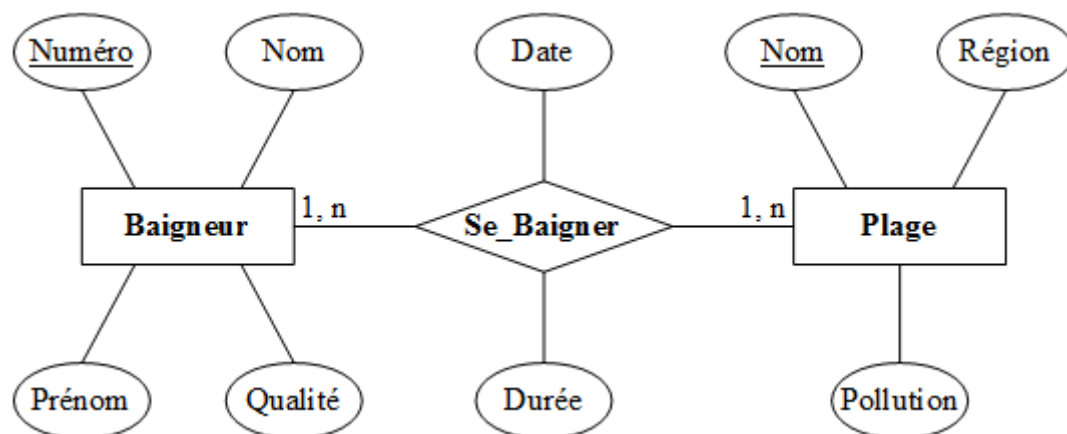 Numéro
Nom
Date
Nom
Région
Baigneur
1, n
Se_Baigner
1, n
Plage
Prénom
Qualité
Durée
Pollution